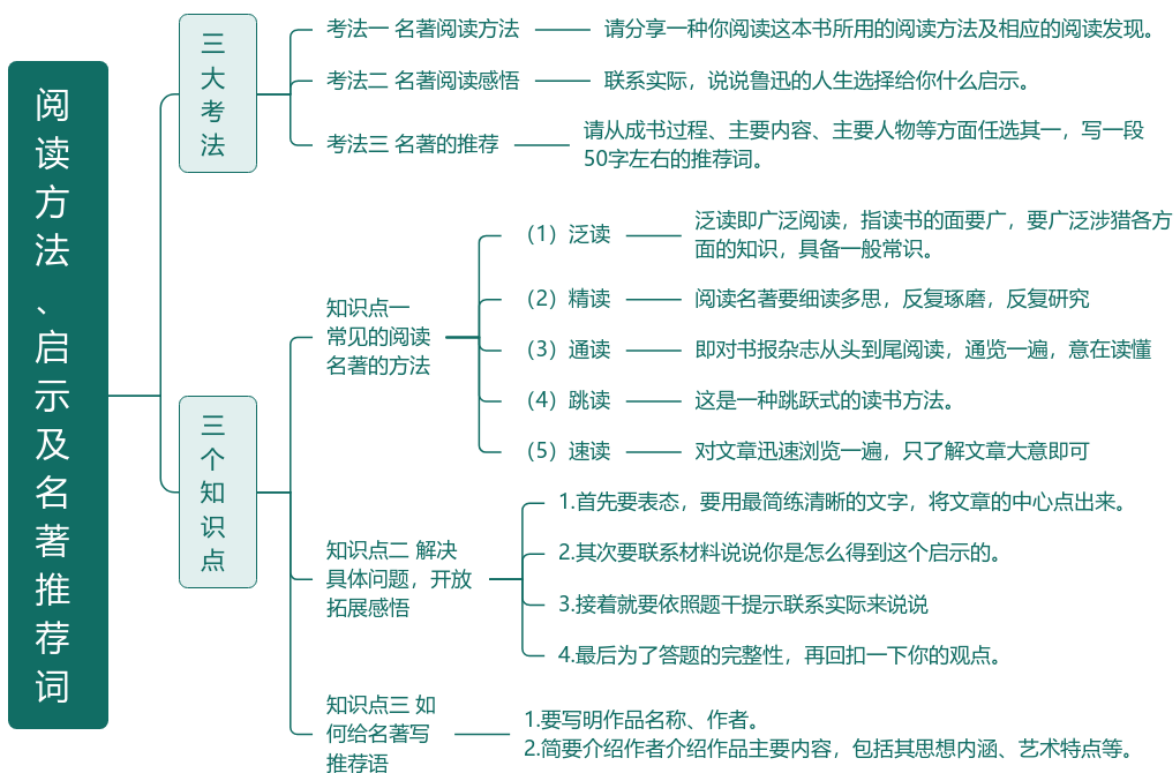 阅读方法、启示及名著推荐词
三大考法
考法一 名著阅读方法
请分享一种你阅读这本书所用的阅读方法及相应的阅读发现。
考法二 名著阅读感悟
联系实际，说说鲁迅的人生选择给你什么启示。
考法三 名著的推荐
请从成书过程、主要内容、主要人物等方面任选其一，写一段
50字左右的推荐词。
三个知识点
知识点一
常见的阅读
名著的方法
（1）泛读
泛读即广泛阅读，指读书的面要广，要广泛涉猎各方
面的知识，具备一般常识。
（2）精读
阅读名著要细读多思，反复琢磨，反复研究
（3）通读
即对书报杂志从头到尾阅读，通览一遍，意在读懂
（4）跳读
这是一种跳跃式的读书方法。
（5）速读
对文章迅速浏览一遍，只了解文章大意即可
知识点二 解决
具体问题，开放
拓展感悟
1.首先要表态，要用最简练清晰的文字，将文章的中心点出来。
2.其次要联系材料说说你是怎么得到这个启示的。
3.接着就要依照题干提示联系实际来说说
4.最后为了答题的完整性，再回扣一下你的观点。
知识点三 如
何给名著写
推荐语
1.要写明作品名称、作者。
2.简要介绍作者介绍作品主要内容，包括其思想内涵、艺术特点等。